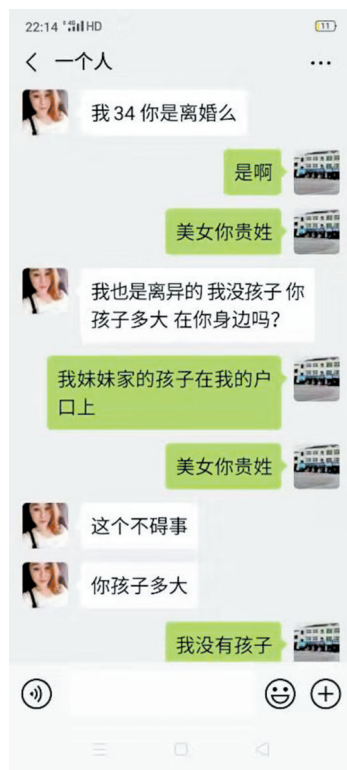 22:14 4G HD 11
一个人
我 34 你是离婚么
是啊
美女你贵姓
我也是离异的 我没孩子 你
孩子多大 在你身边吗？
我妹妹家的孩子在我的户
口上
美女你贵姓
这个不碍事
你孩子多大
我没有孩子